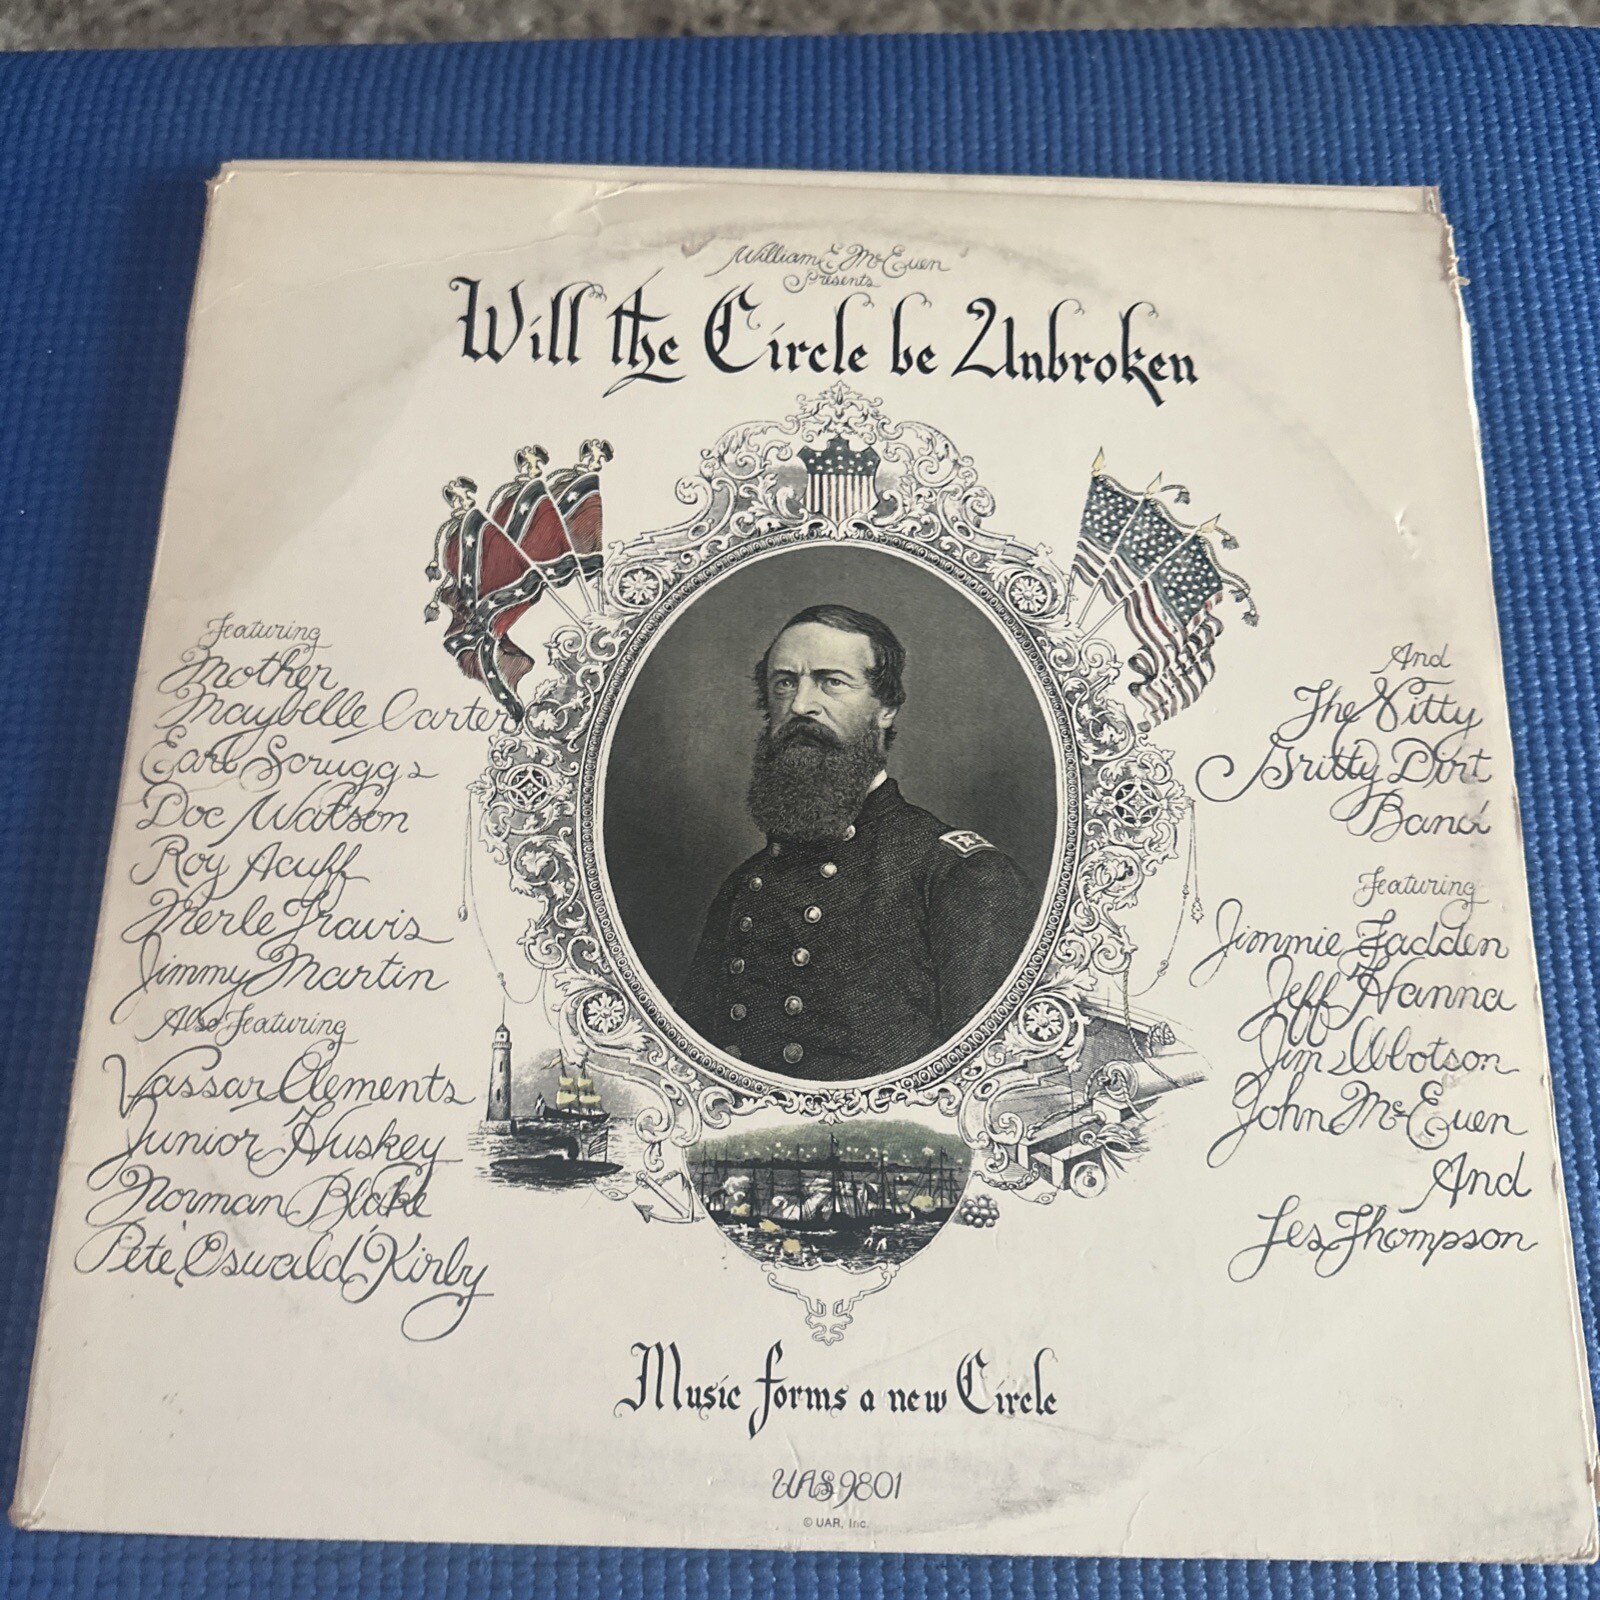 William E. McEuen
Presents
Will the Circle be Unbroken
Featuring
Mother
Maybelle Carter
Earl Scruggs
Doc Watson
Roy Acuff
Merle Travis
Jimmy Martin
Also Featuring
Vassar Clements
Junior Huskey
Norman Blake
Pete 'Oswald' Kirby
And
The Nitty
Gritty Dirt
Band
Featuring
Jimmie Fadden
Jeff Hanna
Jim Ibbotson
John McEuen
And
Les Thompson
Music forms a new Circle
UAS 9801
© UAR, Inc.